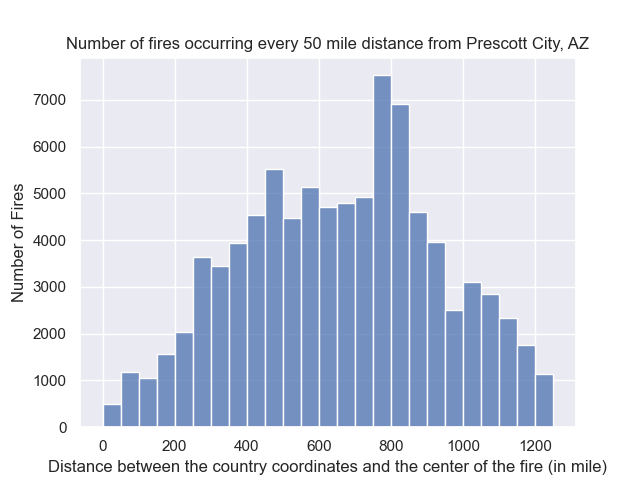 Number of fires occurring every 50 mile distance from Prescott City, AZ
Number of Fires
7000
6000
5000
4000
3000
2000
1000
0
0 200 400 600 800 1000 1200
Distance between the country coordinates and the center of the fire (in mile)